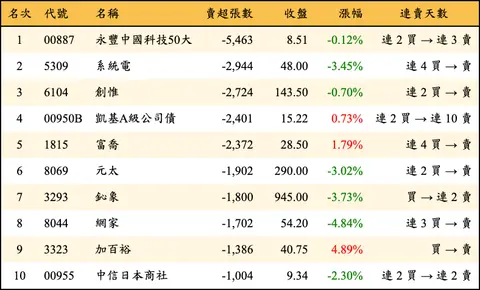 名次 代號 名稱 賣超張數 收盤 漲幅 連賣天數
1 00887 永豐中國科技50大 -5,463 8.51 -0.12% 連 2 買 → 連 3 賣
2 5309 系統電 -2,944 48.00 -3.45% 連 4 買 → 賣
3 6104 創惟 -2,724 143.50 -0.70% 連 2 買 → 賣
4 00950B 凱基A級公司債 -2,401 15.22 0.73% 連 2 買 → 連 10 賣
5 1815 富喬 -2,372 28.50 1.79% 連 4 買 → 賣
6 8069 元太 -1,902 290.00 -3.02% 連 2 買 → 賣
7 3293 鈊象 -1,800 945.00 -3.73% 買 → 連 2 賣
8 8044 網家 -1,702 54.20 -4.84% 連 3 買 → 賣
9 3323 加百裕 -1,386 40.75 4.89% 買 → 賣
10 00955 中信日本商社 -1,004 9.34 -2.30% 連 2 買 → 連 2 賣